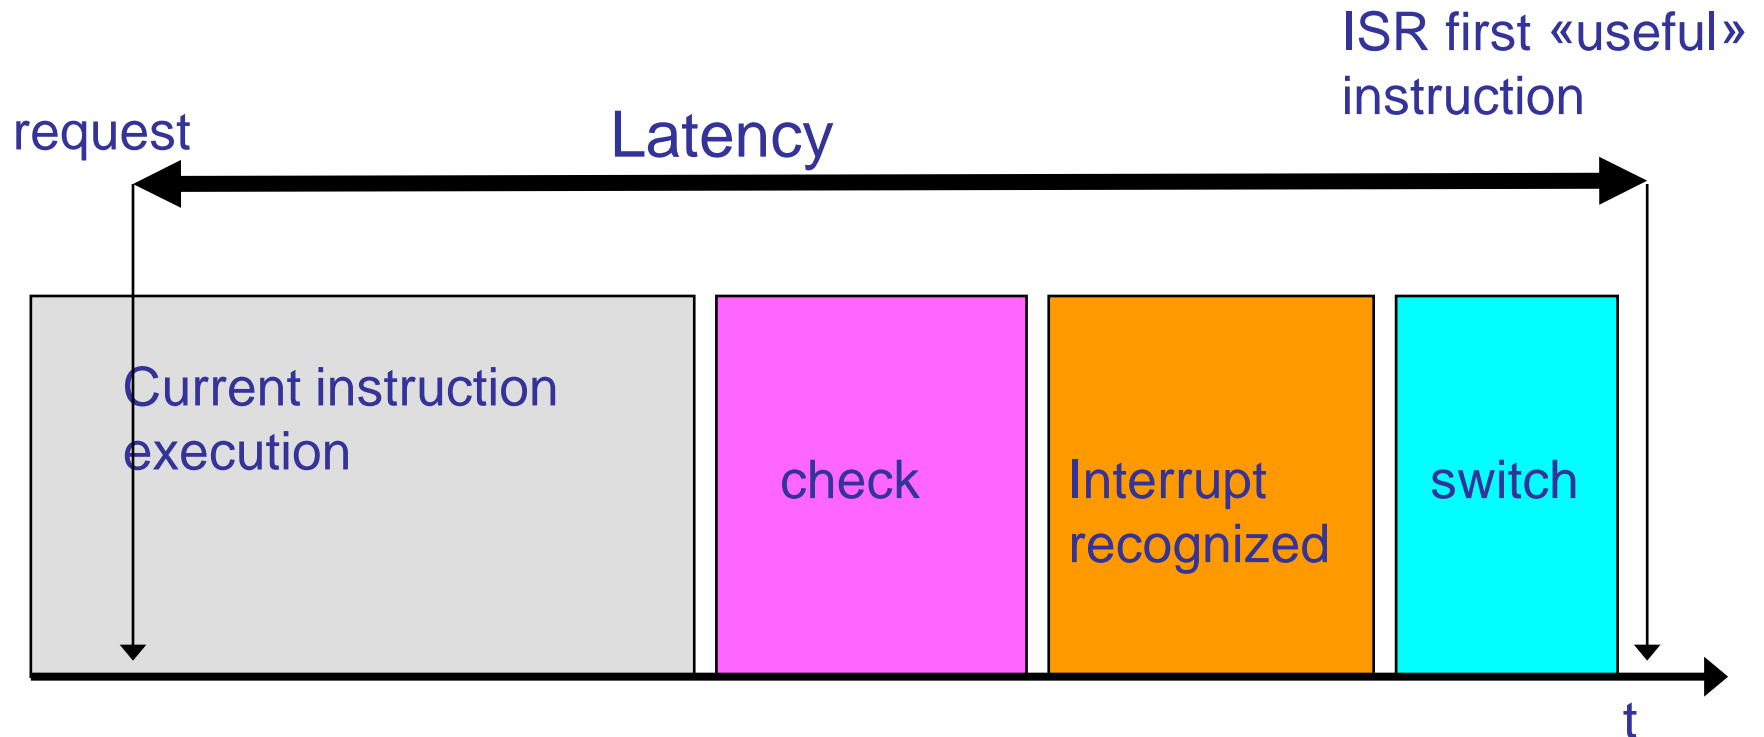 ISR first «useful»
instruction
request
Latency
Current instruction
execution
check
Interrupt
recognized
switch
t